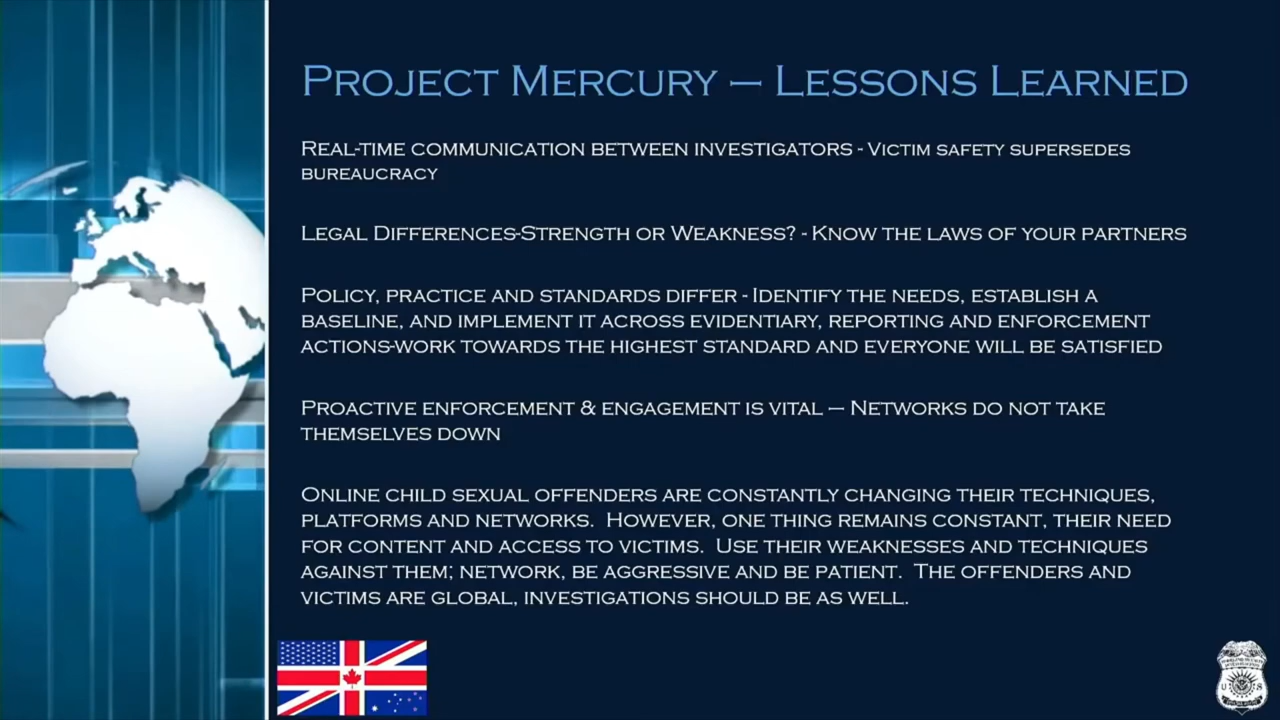 PROJECT MERCURY – LESSONS LEARNED
REAL-TIME COMMUNICATION BETWEEN INVESTIGATORS - VICTIM SAFETY SUPERSEDES
BUREAUCRACY
LEGAL DIFFERENCES-STRENGTH OR WEAKNESS? - KNOW THE LAWS OF YOUR PARTNERS
POLICY, PRACTICE AND STANDARDS DIFFER - IDENTIFY THE NEEDS, ESTABLISH A
BASELINE, AND IMPLEMENT IT ACROSS EVIDENTIARY, REPORTING AND ENFORCEMENT
ACTIONS-WORK TOWARDS THE HIGHEST STANDARD AND EVERYONE WILL BE SATISFIED
PROACTIVE ENFORCEMENT & ENGAGEMENT IS VITAL – NETWORKS DO NOT TAKE
THEMSELVES DOWN
ONLINE CHILD SEXUAL OFFENDERS ARE CONSTANTLY CHANGING THEIR TECHNIQUES,
PLATFORMS AND NETWORKS. HOWEVER, ONE THING REMAINS CONSTANT, THEIR NEED
FOR CONTENT AND ACCESS TO VICTIMS. USE THEIR WEAKNESSES AND TECHNIQUES
AGAINST THEM; NETWORK, BE AGGRESSIVE AND BE PATIENT. THE OFFENDERS AND
VICTIMS ARE GLOBAL, INVESTIGATIONS SHOULD BE AS WELL.
U S